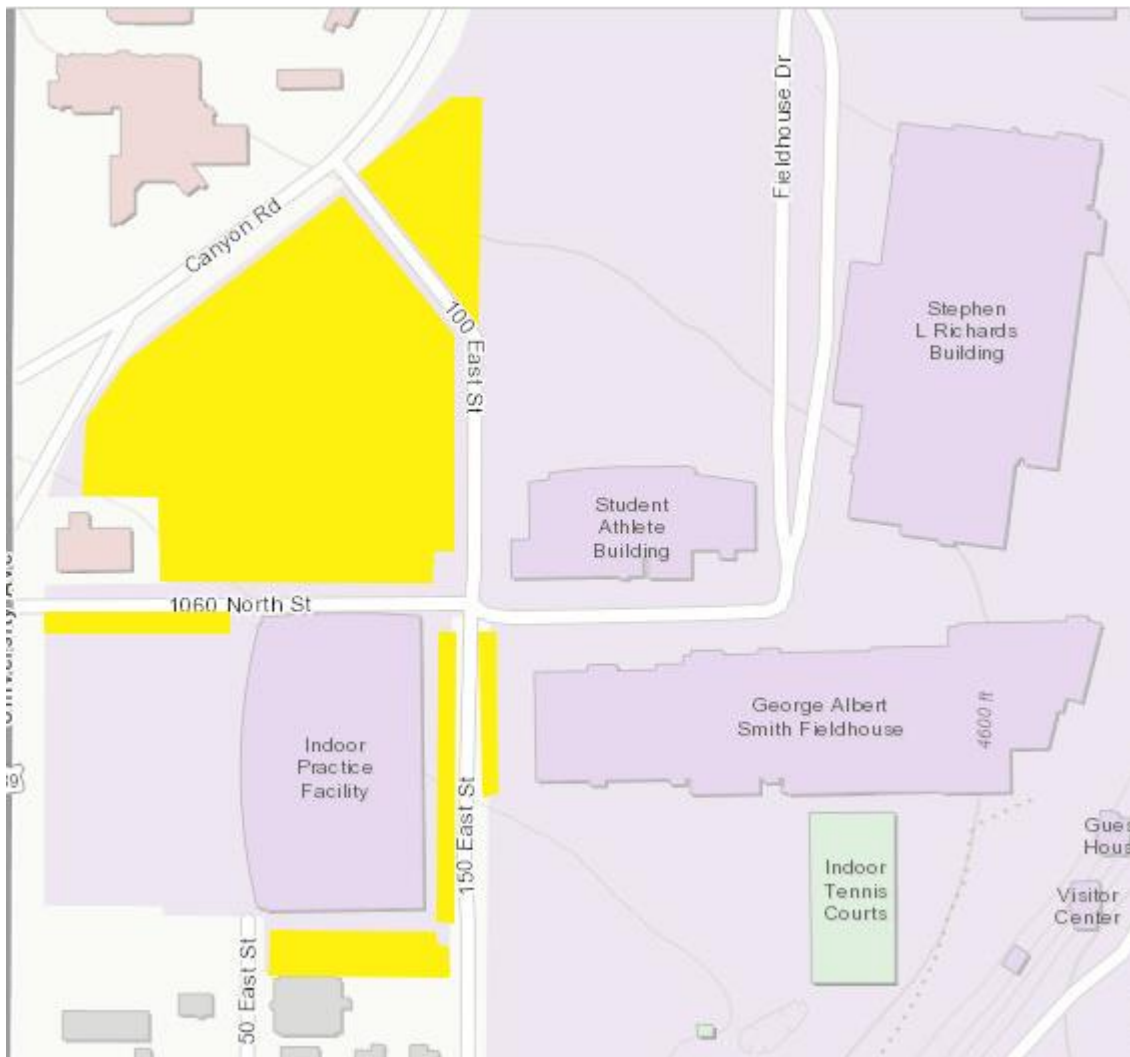 Canyon Rd
Fieldhouse Dr
100 East St
Stephen
L Richards
Building
Student
Athlete
Building
1060 North St
George Albert
Smith Fieldhouse
4600 ft
Indoor
Practice
Facility
150 East St
Indoor
Tennis
Courts
Visitor
Center
50 East St